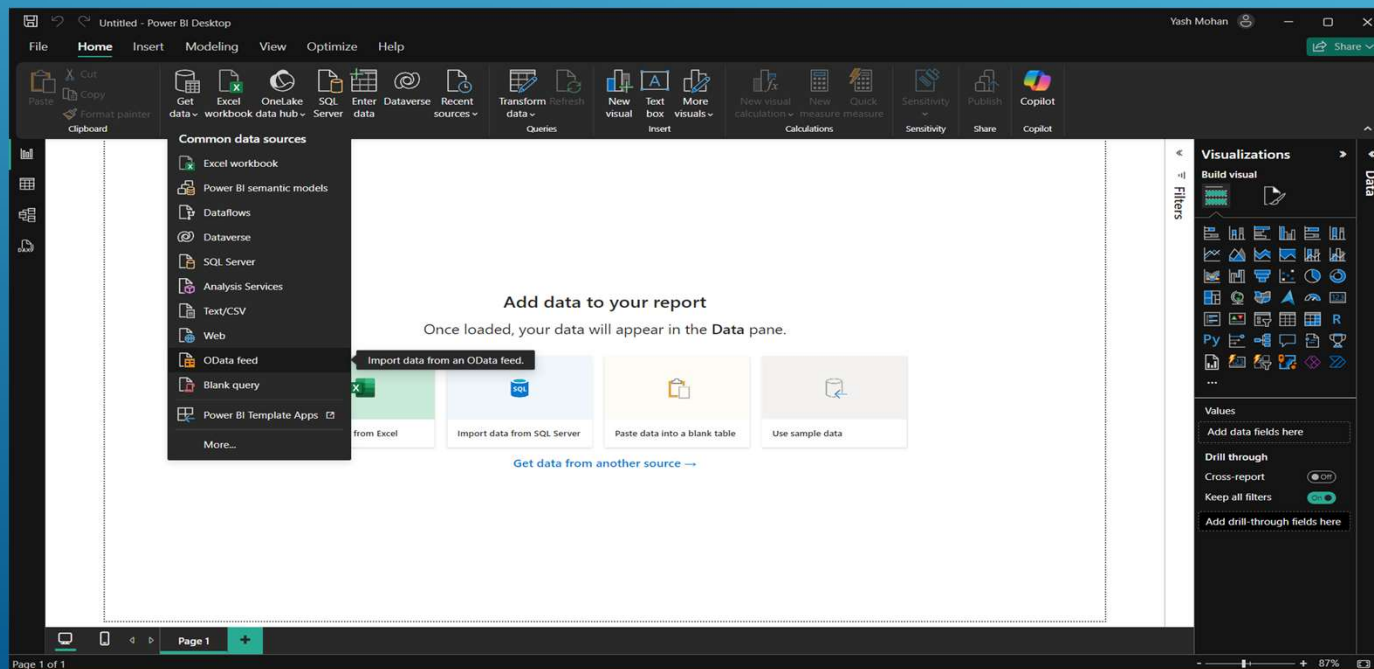 Untitled - Power BI Desktop
Yash Mohan
File Home Insert Modeling View Optimize Help
Share
Paste
Cut
Copy
Format painter
Clipboard
Get data
Excel workbook
OneLake data hub
SQL Server
Enter data
Dataverse
Recent sources
Transform data
Refresh
Queries
New visual
Text box
More visuals
Insert
New visual calculation
New measure
Quick measure
Calculations
Sensitivity
Sensitivity
Publish
Share
Copilot
Copilot
Common data sources
Excel workbook
Power BI semantic models
Dataflows
Dataverse
SQL Server
Analysis Services
Text/CSV
Web
OData feed
Blank query
Power BI Template Apps
More...
Import data from an OData feed.
Add data to your report
Once loaded, your data will appear in the Data pane.
from Excel
SQL
Import data from SQL Server
Paste data into a blank table
Use sample data
Get data from another source →
Filters
Visualizations
Build visual
123
R
Py
...
Values
Add data fields here
Drill through
Cross-report
Off
Keep all filters
On
Add drill-through fields here
Data
DAX
Page 1
Page 1 of 1
87%